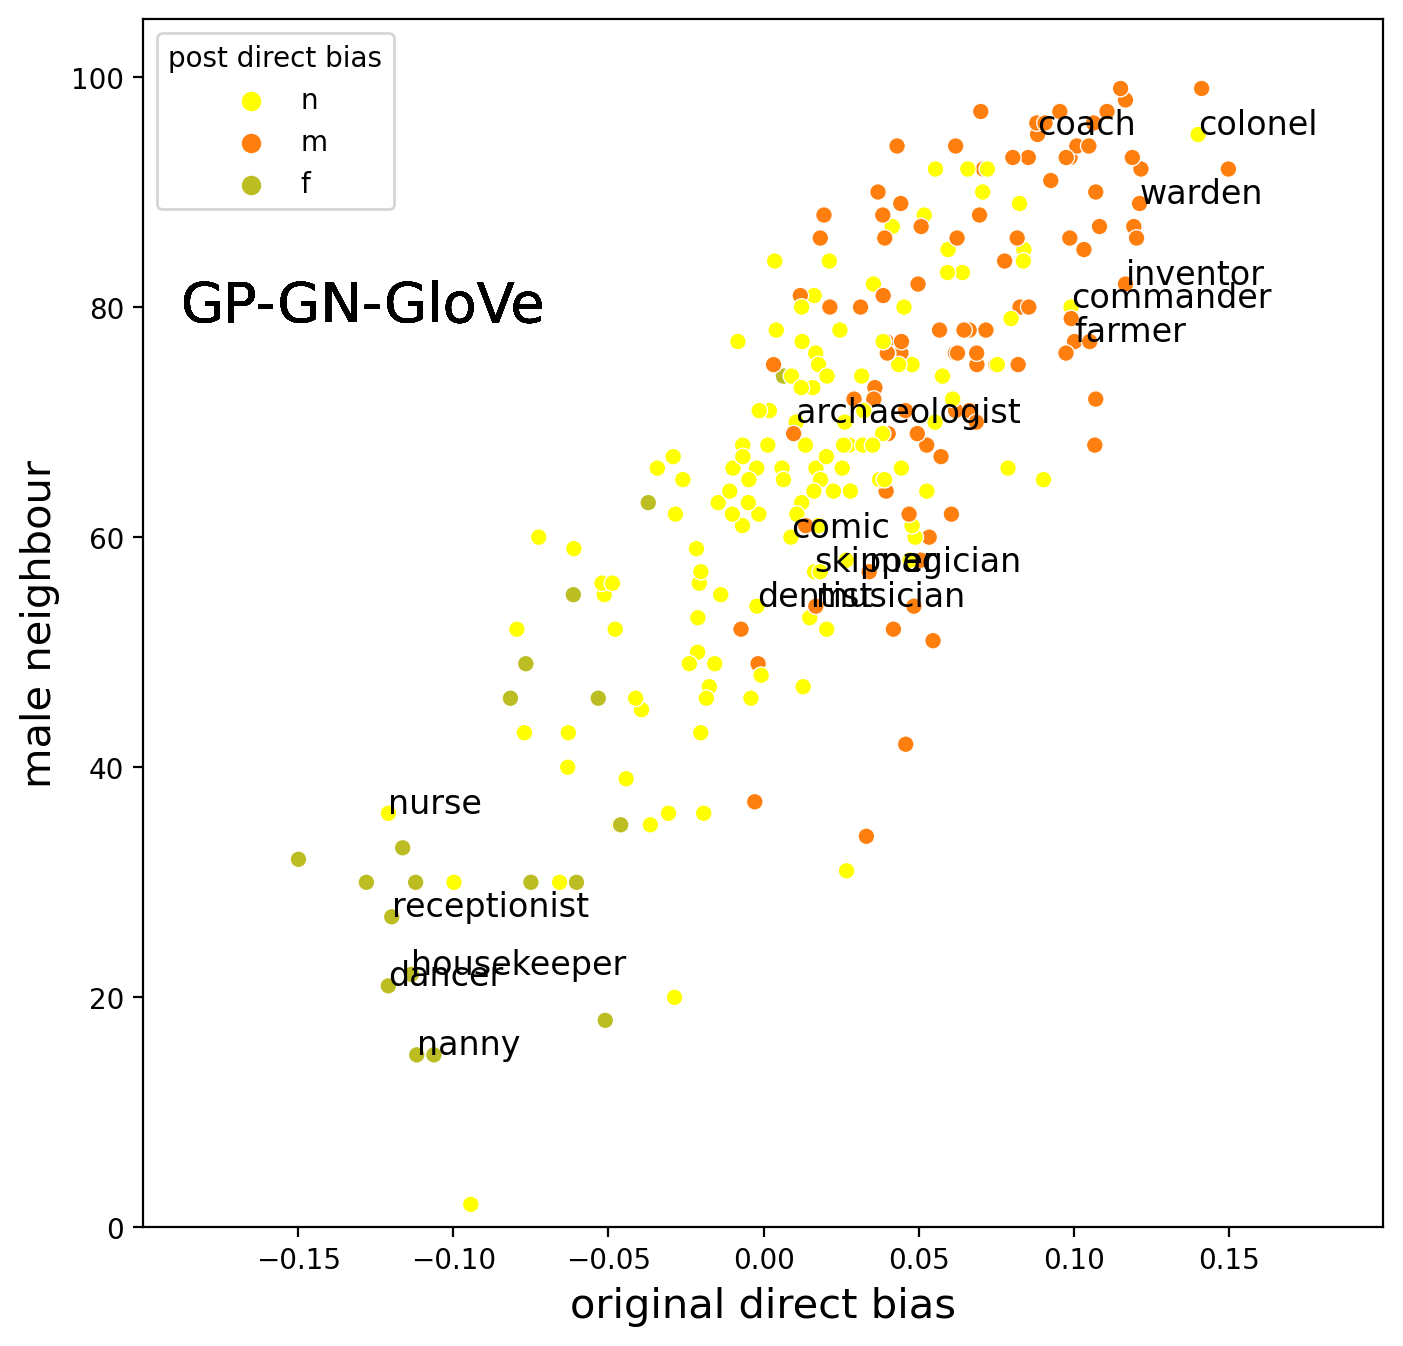 post direct bias
n
m
f
GP-GN-GloVe
100
80
60
40
20
0
male neighbour
coach
colonel
warden
inventor
commander
farmer
archaeologist
comic
skipper
magician
dentist
musician
nurse
receptionist
housekeeper
dancer
nanny
−0.15
−0.10
−0.05
0.00
0.05
0.10
0.15
original direct bias